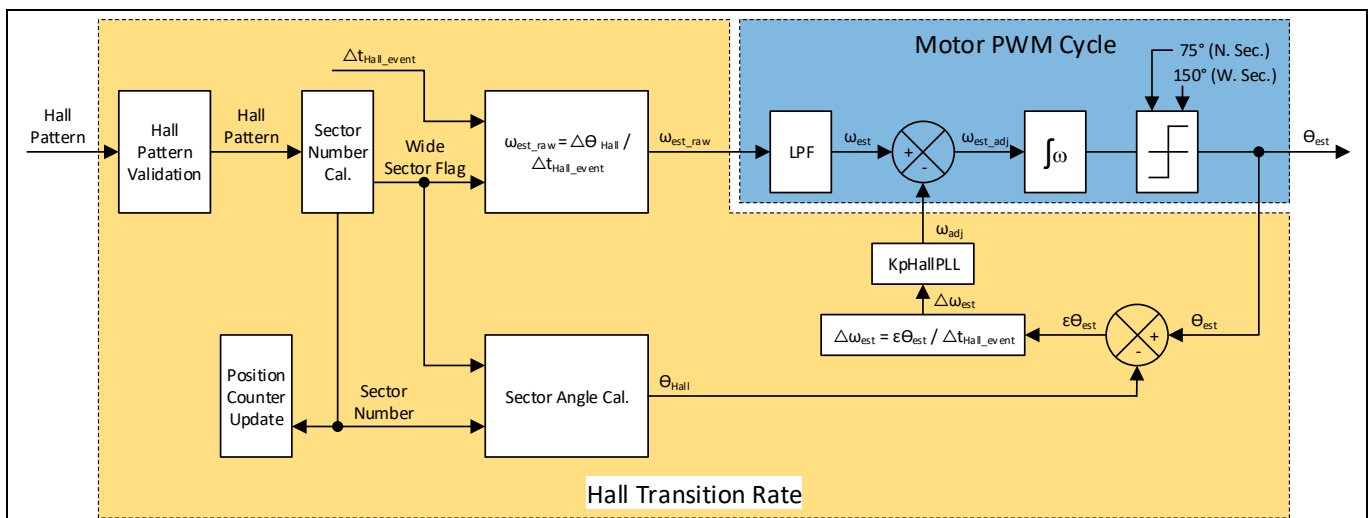 Motor PWM Cycle
75° (N. Sec.)
150° (W. Sec.)
△tHall_event
Hall
Pattern
Hall
Pattern
Validation
Hall
Pattern
Sector
Number
Cal.
Wide
Sector Flag
ωest_raw = △ΘHall /
△tHall_event
ωest_raw
LPF
ωest
+
-
ωest_adj
∫ω
Θest
ωadj
KpHallPLL
△ωest
△ωest = εΘest / △tHall_event
εΘest
+
-
Θest
Position
Counter
Update
Sector
Number
Sector Angle Cal.
ΘHall
Hall Transition Rate